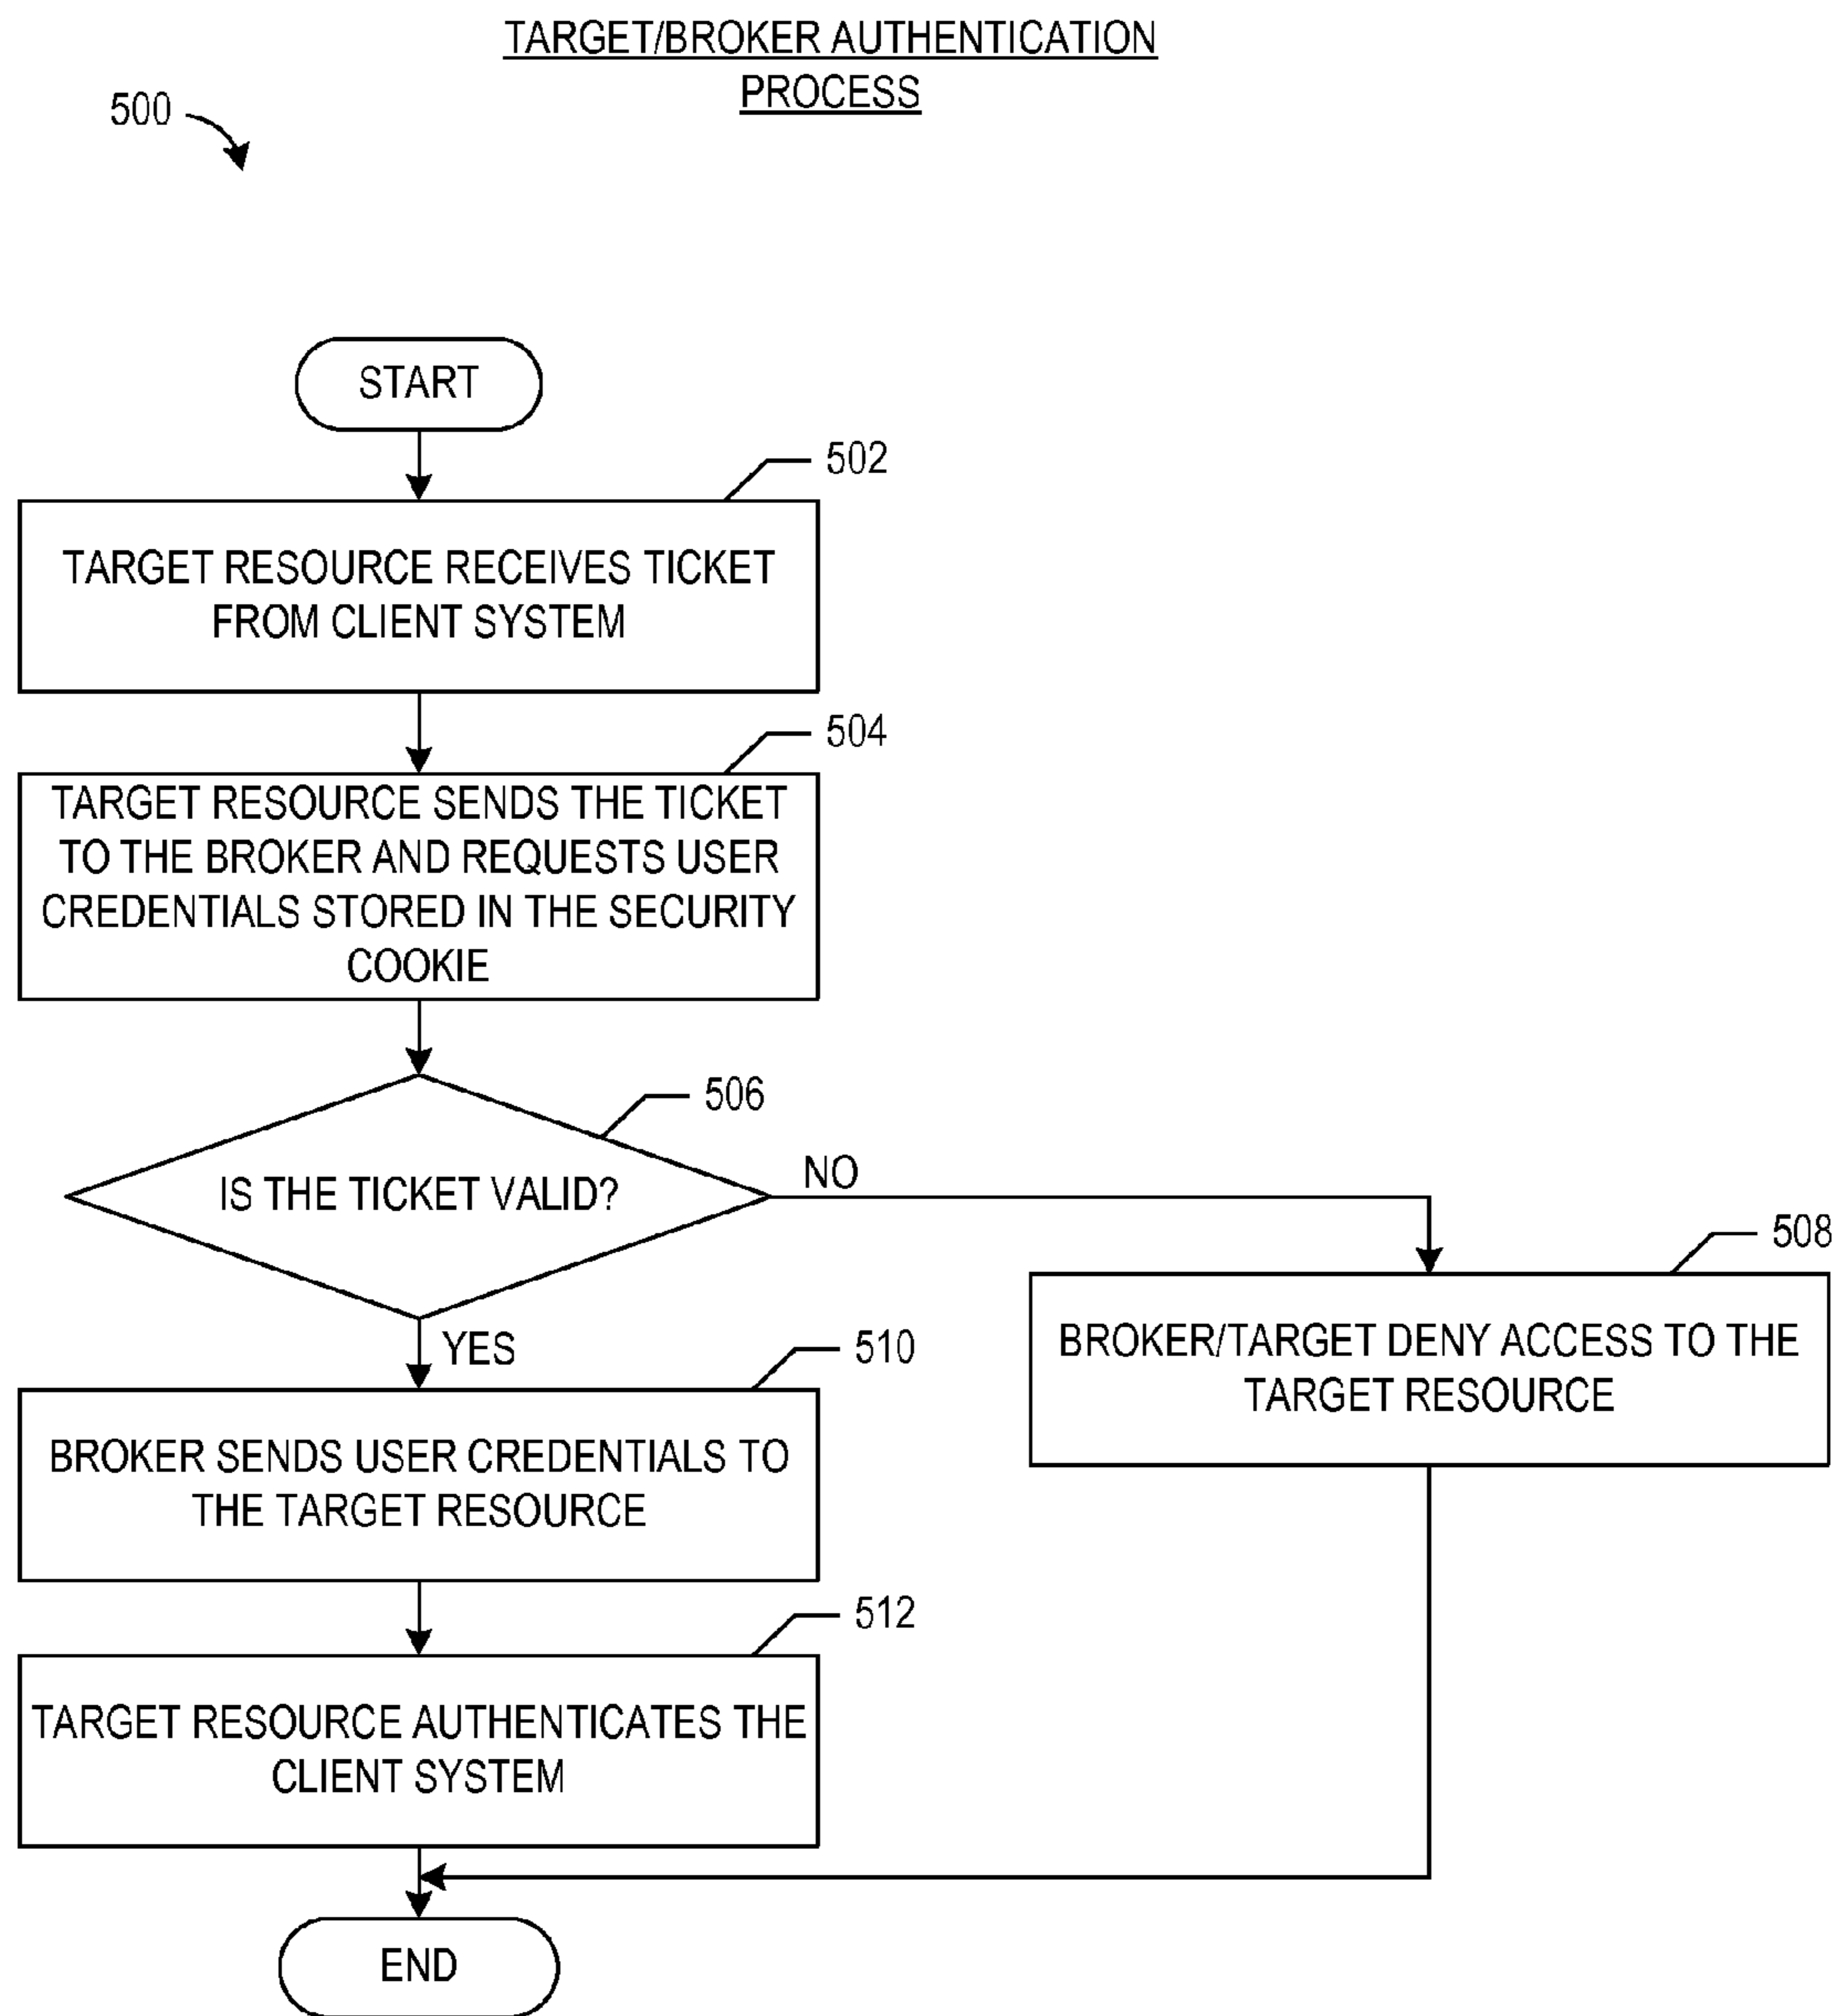 TARGET/BROKER AUTHENTICATION
PROCESS
500
START
502
TARGET RESOURCE RECEIVES TICKET
FROM CLIENT SYSTEM
504
TARGET RESOURCE SENDS THE TICKET
TO THE BROKER AND REQUESTS USER
CREDENTIALS STORED IN THE SECURITY
COOKIE
506
IS THE TICKET VALID?
NO
508
BROKER/TARGET DENY ACCESS TO THE
TARGET RESOURCE
YES
510
BROKER SENDS USER CREDENTIALS TO
THE TARGET RESOURCE
512
TARGET RESOURCE AUTHENTICATES THE
CLIENT SYSTEM
END